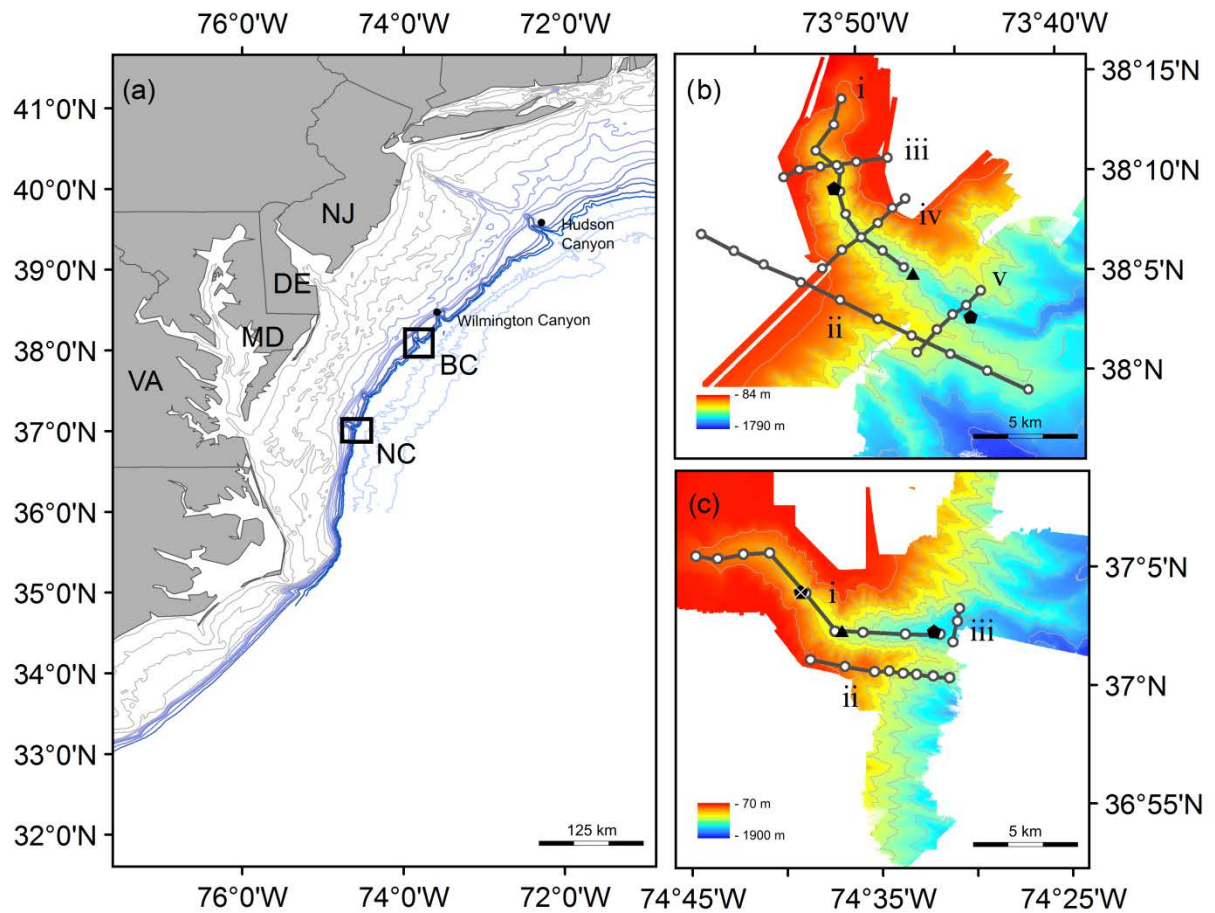 76°0'W 74°0'W 72°0'W
(a)
41°0'N
40°0'N
39°0'N
38°0'N
37°0'N
36°0'N
35°0'N
34°0'N
33°0'N
32°0'N
NJ
DE
MD
VA
Hudson
Canyon
Wilmington Canyon
BC
NC
125 km
76°0'W 74°0'W 72°0'W
73°50'W 73°40'W
(b)
i
iii
iv
v
ii
38°15'N
38°10'N
38°5'N
38°N
- 84 m
- 1790 m
5 km
(c)
i
iii
ii
37°5'N
37°N
36°55'N
- 70 m
- 1900 m
5 km
74°45'W 74°35'W 74°25'W